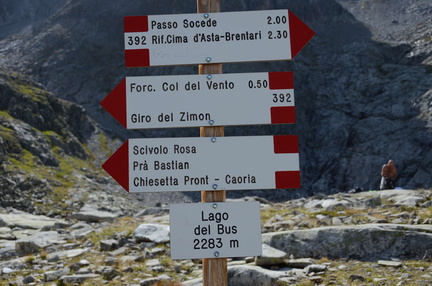 Passo Socede 2.00
392 Rif.Cima d'Asta-Brentari 2.30
Forc. Col del Vento 0.50
392
Giro del Zimon
Scivolo Rosa
Prà Bastian
Chiesetta Pront - Caoria
Lago
del Bus
2283 m